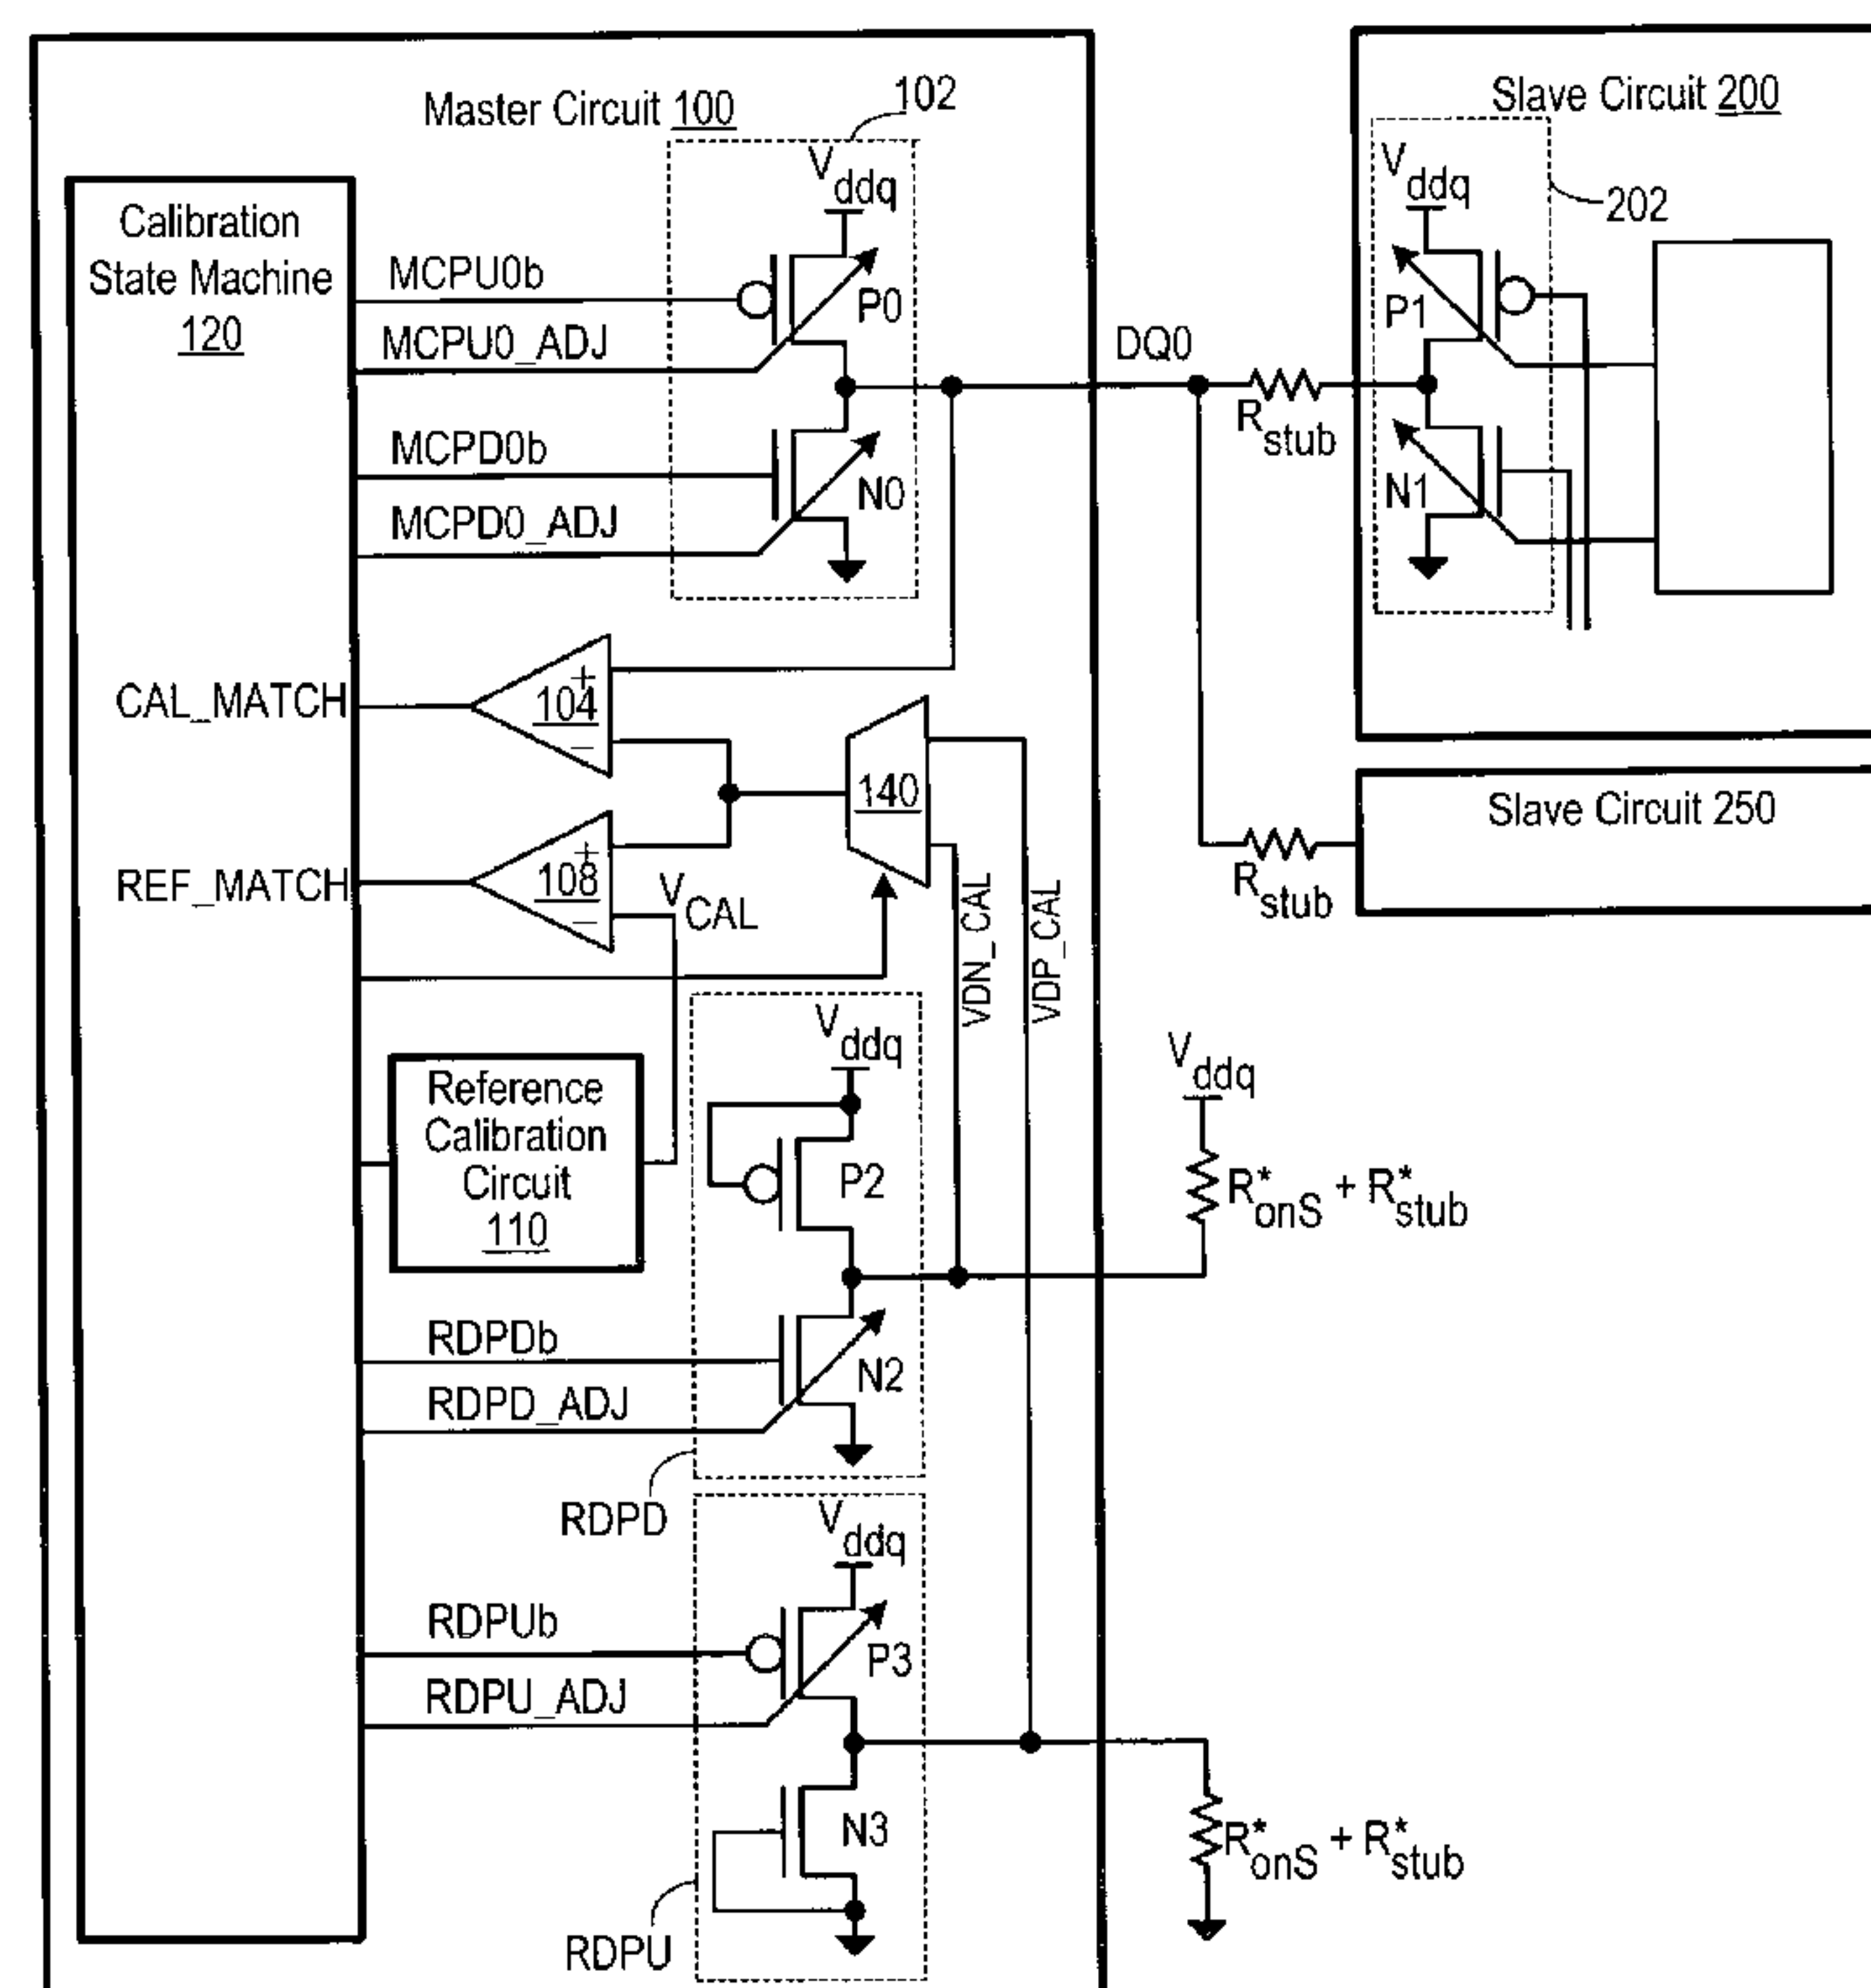 Master Circuit 100
102
Slave Circuit 200
202
Calibration
State Machine
120
Vddq
MCPU0b
P0
MCPU0_ADJ
MCPD0b
N0
MCPD0_ADJ
DQ0
Rstub
Vddq
P1
N1
CAL_MATCH
+
104
−
140
REF_MATCH
+
108
−
VCAL
VDN_CAL
VDP_CAL
Slave Circuit 250
Rstub
Reference
Calibration
Circuit
110
Vddq
P2
Vddq
R*onS + R*stub
RDPDb
N2
RDPD_ADJ
RDPD
Vddq
RDPUb
P3
RDPU_ADJ
N3
R*onS + R*stub
RDPU